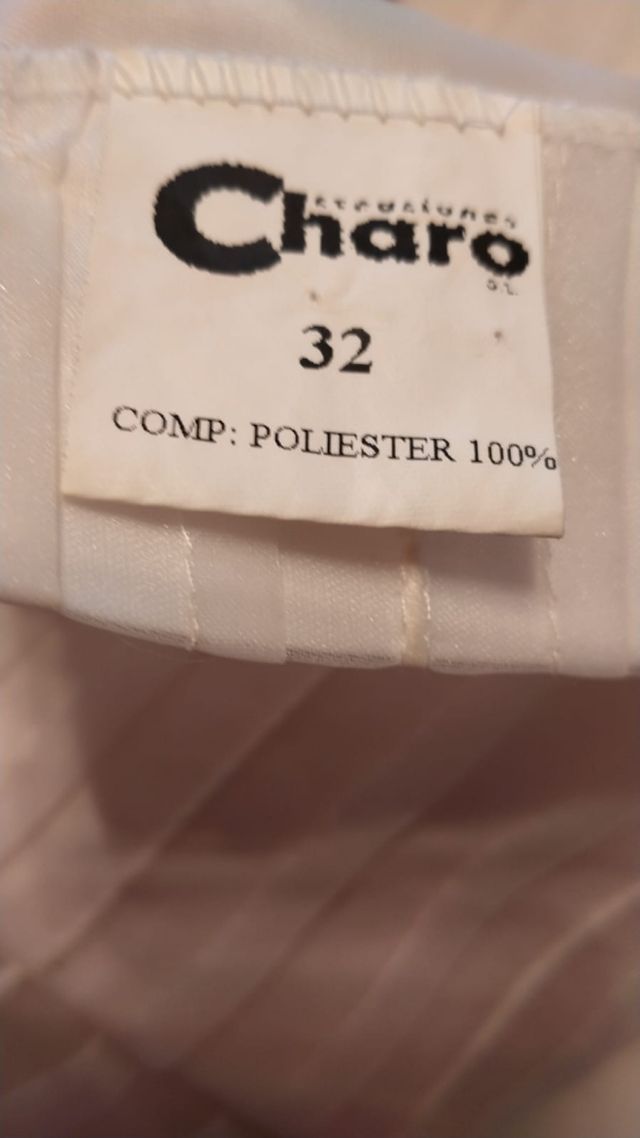 creaciones
Charo
S.L.
32
COMP: POLIESTER 100%